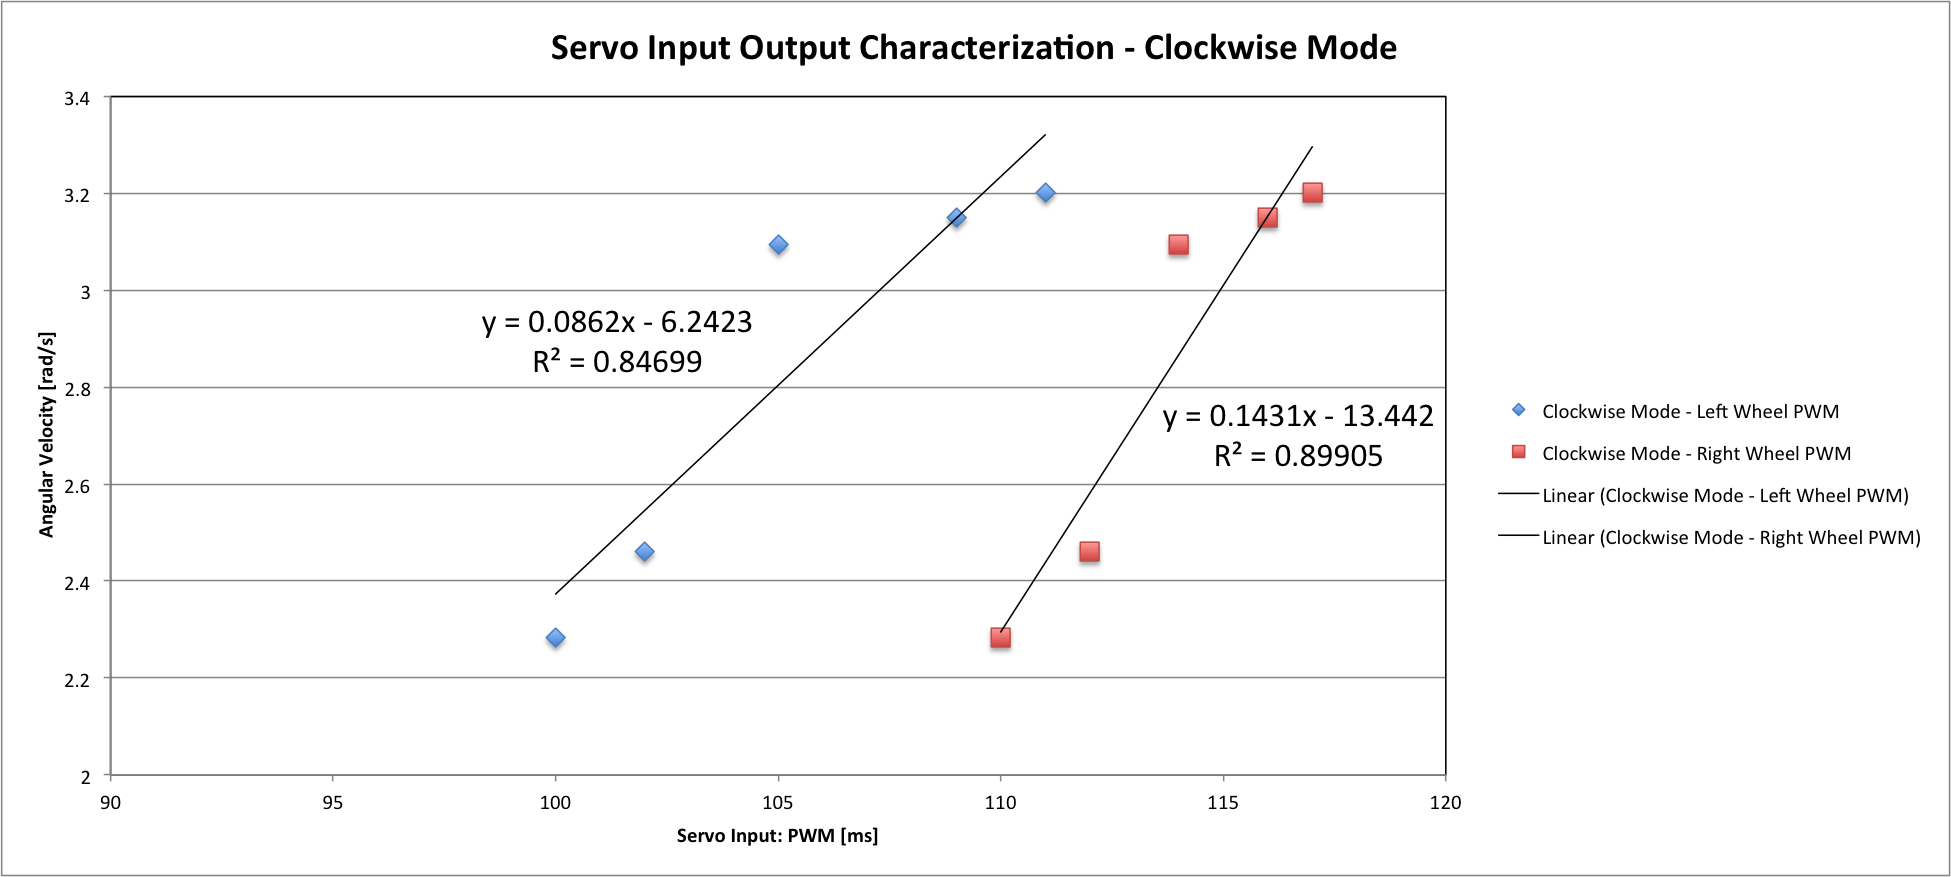 Servo Input Output Characterization - Clockwise Mode
3.4
3.2
3
2.8
2.6
2.4
2.2
2
Angular Velocity [rad/s]
y = 0.0862x - 6.2423
R² = 0.84699
y = 0.1431x - 13.442
R² = 0.89905
90 95 100 105 110 115 120
Servo Input: PWM [ms]
Clockwise Mode - Left Wheel PWM
Clockwise Mode - Right Wheel PWM
Linear (Clockwise Mode - Left Wheel PWM)
Linear (Clockwise Mode - Right Wheel PWM)